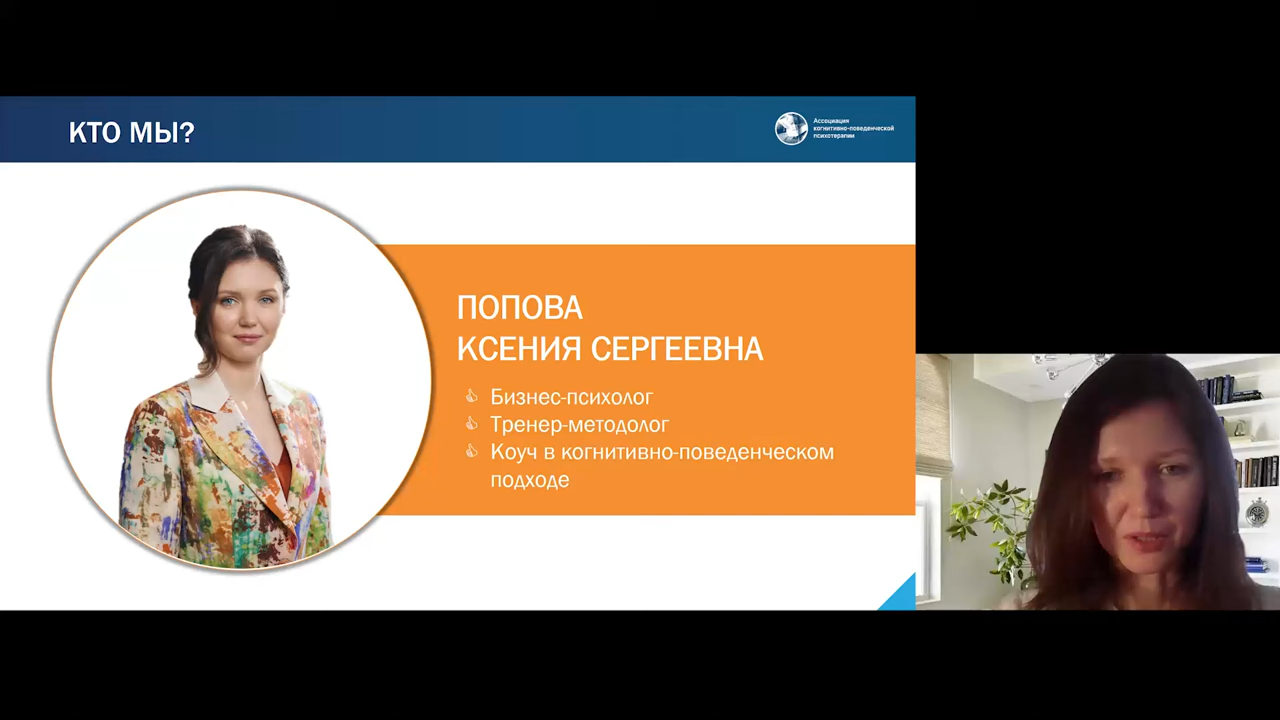 КТО МЫ?
Ассоциация
когнитивно-поведенческой
психотерапии
ПОПОВА
КСЕНИЯ СЕРГЕЕВНА
Бизнес-психолог
Тренер-методолог
Коуч в когнитивно-поведенческом
подходе